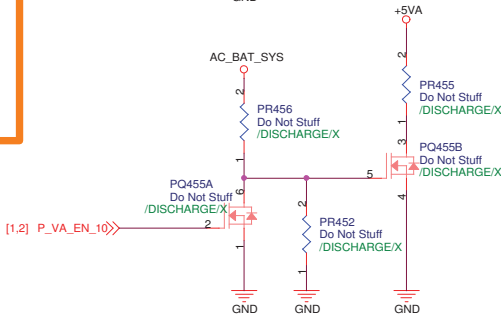 GND
+5VA
AC_BAT_SYS
2
PR455
Do Not Stuff
/DISCHARGE/X
1
2
PR456
Do Not Stuff
/DISCHARGE/X
1
3
PQ455B
Do Not Stuff
/DISCHARGE/X
5
4
PQ455A
Do Not Stuff
/DISCHARGE/X
6
2
1
[1,2] P_VA_EN_10
2
PR452
Do Not Stuff
/DISCHARGE/X
1
GND
GND
GND